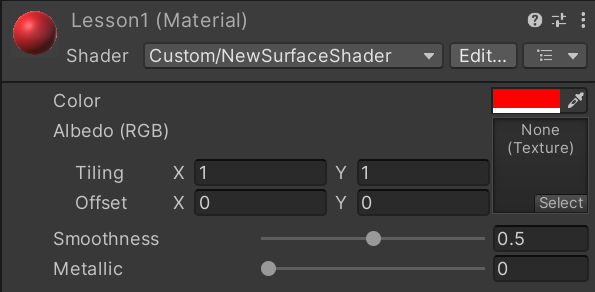 Lesson1 (Material)
Shader Custom/NewSurfaceShader Edit...
Color
Albedo (RGB)
None
(Texture)
Tiling X 1 Y 1
Offset X 0 Y 0
Select
Smoothness 0.5
Metallic 0